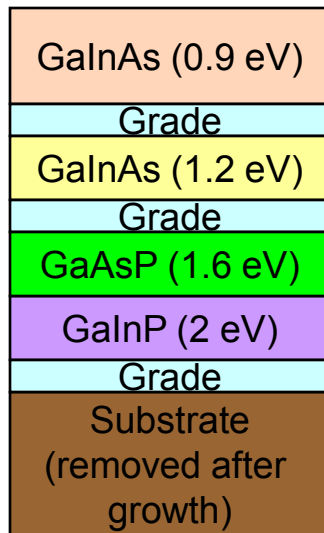 GaInAs (0.9 eV)
Grade
GaInAs (1.2 eV)
Grade
GaAsP (1.6 eV)
GaInP (2 eV)
Grade
Substrate
(removed after
growth)